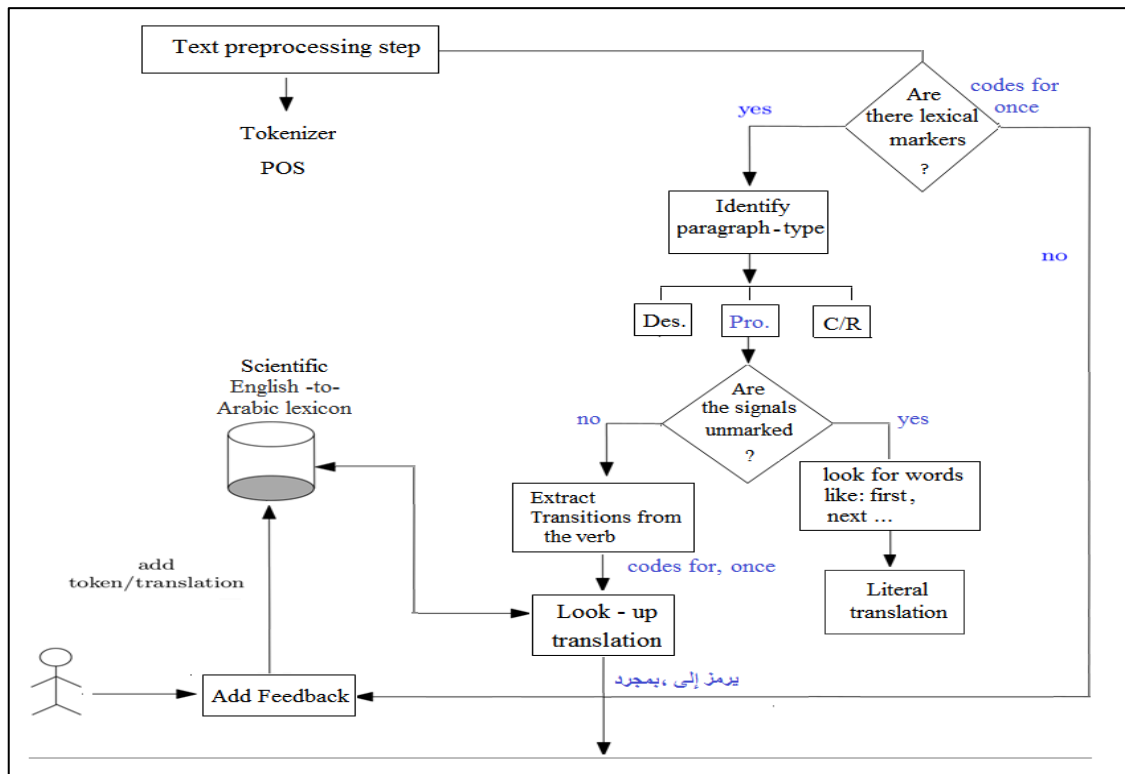 Text preprocessing step
Tokenizer
POS
Are
there lexical
markers
?
codes for
once
yes
no
Identify
paragraph - type
Des.
Pro.
C/R
Are
the signals
unmarked
?
no
yes
look for words
like: first,
next ...
Literal
translation
Extract
Transitions from
the verb
codes for, once
Look - up
translation
يرمز إلى ،بمجرد
Scientific
English -to-
Arabic lexicon
add
token/translation
Add Feedback